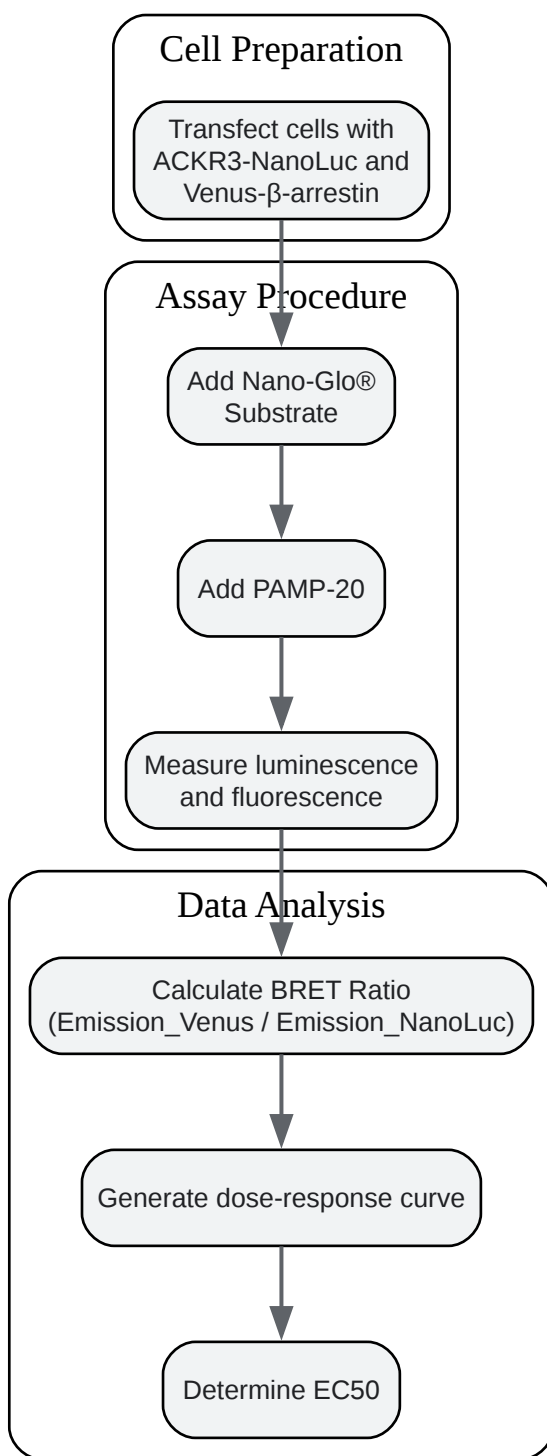 Cell Preparation
Transfect cells with
ACKR3-NanoLuc and
Venus-β-arrestin
Assay Procedure
Add Nano-Glo®
Substrate
Add PAMP-20
Measure luminescence
and fluorescence
Data Analysis
Calculate BRET Ratio
(Emission_Venus / Emission_NanoLuc)
Generate dose-response curve
Determine EC50